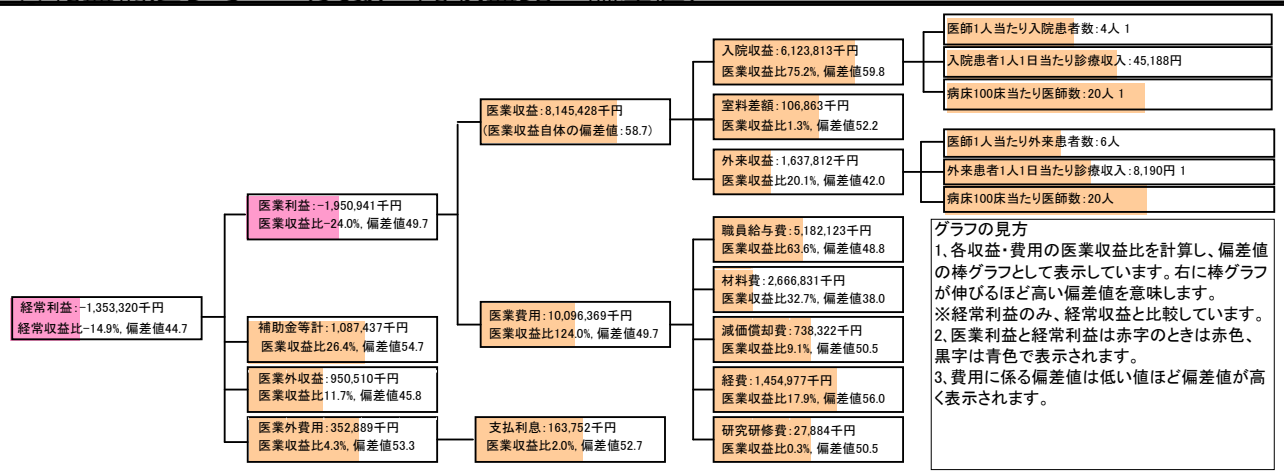 経常利益:-1,353,320千円
経常収益比-14.9%, 偏差値44.7
医業利益:-1,950,941千円
医業収益比-24.0%, 偏差値49.7
補助金等計:1,087,437千円
医業収益比26.4%, 偏差値54.7
医業外収益:950,510千円
医業収益比11.7%, 偏差値45.8
医業外費用:352,889千円
医業収益比4.3%, 偏差値53.3
医業収益:8,145,428千円
(医業収益自体の偏差値:58.7)
医業費用:10,096,369千円
医業収益比124.0%, 偏差値49.7
支払利息:163,752千円
医業収益比2.0%, 偏差値52.7
入院収益:6,123,813千円
医業収益比75.2%, 偏差値59.8
室料差額:106,863千円
医業収益比1.3%, 偏差値52.2
外来収益:1,637,812千円
医業収益比20.1%, 偏差値42.0
職員給与費:5,182,123千円
医業収益比63.6%, 偏差値48.8
材料費:2,666,831千円
医業収益比32.7%, 偏差値38.0
減価償却費:738,322千円
医業収益比9.1%, 偏差値50.5
経費:1,454,977千円
医業収益比17.9%, 偏差値56.0
研究研修費:27,884千円
医業収益比0.3%, 偏差値50.5
医師1人当たり入院患者数:4人 1
入院患者1人1日当たり診療収入:45,188円
病床100床当たり医師数:20人 1
医師1人当たり外来患者数:6人
外来患者1人1日当たり診療収入:8,190円 1
病床100床当たり医師数:20人
グラフの見方
1、各収益・費用の医業収益比を計算し、偏差値
の棒グラフとして表示しています。右に棒グラフ
が伸びるほど高い偏差値を意味します。
※経常利益のみ、経常収益と比較しています。
2、医業利益と経常利益は赤字のときは赤色、
黒字は青色で表示されます。
3、費用に係る偏差値は低い値ほど偏差値が高
く表示されます。